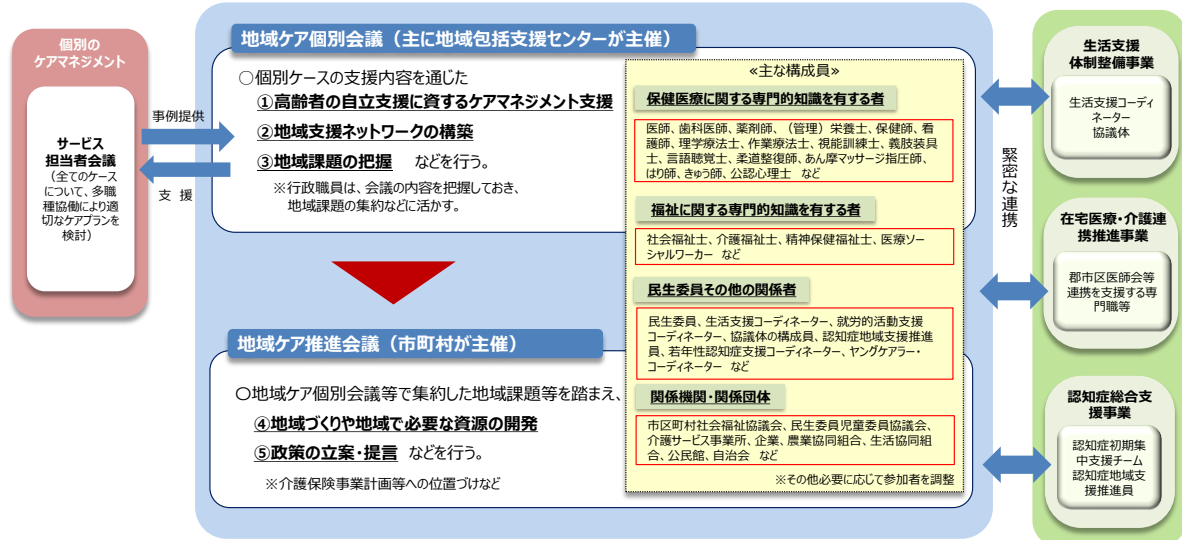 個別の
ケアマネジメント
サービス
担当者会議
(全てのケース
について、多職
種協働により適
切なケアプランを
検討)
事例提供
支 援
地域ケア個別会議(主に地域包括支援センターが主催)
○個別ケースの支援内容を通じた
①高齢者の自立支援に資するケアマネジメント支援
②地域支援ネットワークの構築
③地域課題の把握 などを行う。
※行政職員は、会議の内容を把握しておき、
地域課題の集約などに活かす。
地域ケア推進会議(市町村が主催)
○地域ケア個別会議等で集約した地域課題等を踏まえ、
④地域づくりや地域で必要な資源の開発
⑤政策の立案・提言 などを行う。
※介護保険事業計画等への位置づけなど
≪主な構成員≫
保健医療に関する専門的知識を有する者
医師、歯科医師、薬剤師、(管理)栄養士、保健師、看
護師、理学療法士、作業療法士、視能訓練士、義肢装具
士、言語聴覚士、柔道整復師、あん摩マッサージ指圧師、
はり師、きゅう師、公認心理士 など
福祉に関する専門的知識を有する者
社会福祉士、介護福祉士、精神保健福祉士、医療ソー
シャルワーカー など
民生委員その他の関係者
民生委員、生活支援コーディネーター、就労的活動支援
コーディネーター、協議体の構成員、認知症地域支援推進
員、若年性認知症支援コーディネーター、ヤングケアラー・
コーディネーター など
関係機関・関係団体
市区町村社会福祉協議会、民生委員児童委員協議会、
介護サービス事業所、企業、農業協同組合、生活協同組
合、公民館、自治会 など
※その他必要に応じて参加者を調整
緊密な連携
生活支援
体制整備事業
生活支援コーディ
ネーター
協議体
在宅医療・介護連
携推進事業
郡市区医師会等
連携を支援する専
門職等
認知症総合支
援事業
認知症初期集
中支援チーム
認知症地域支
援推進員